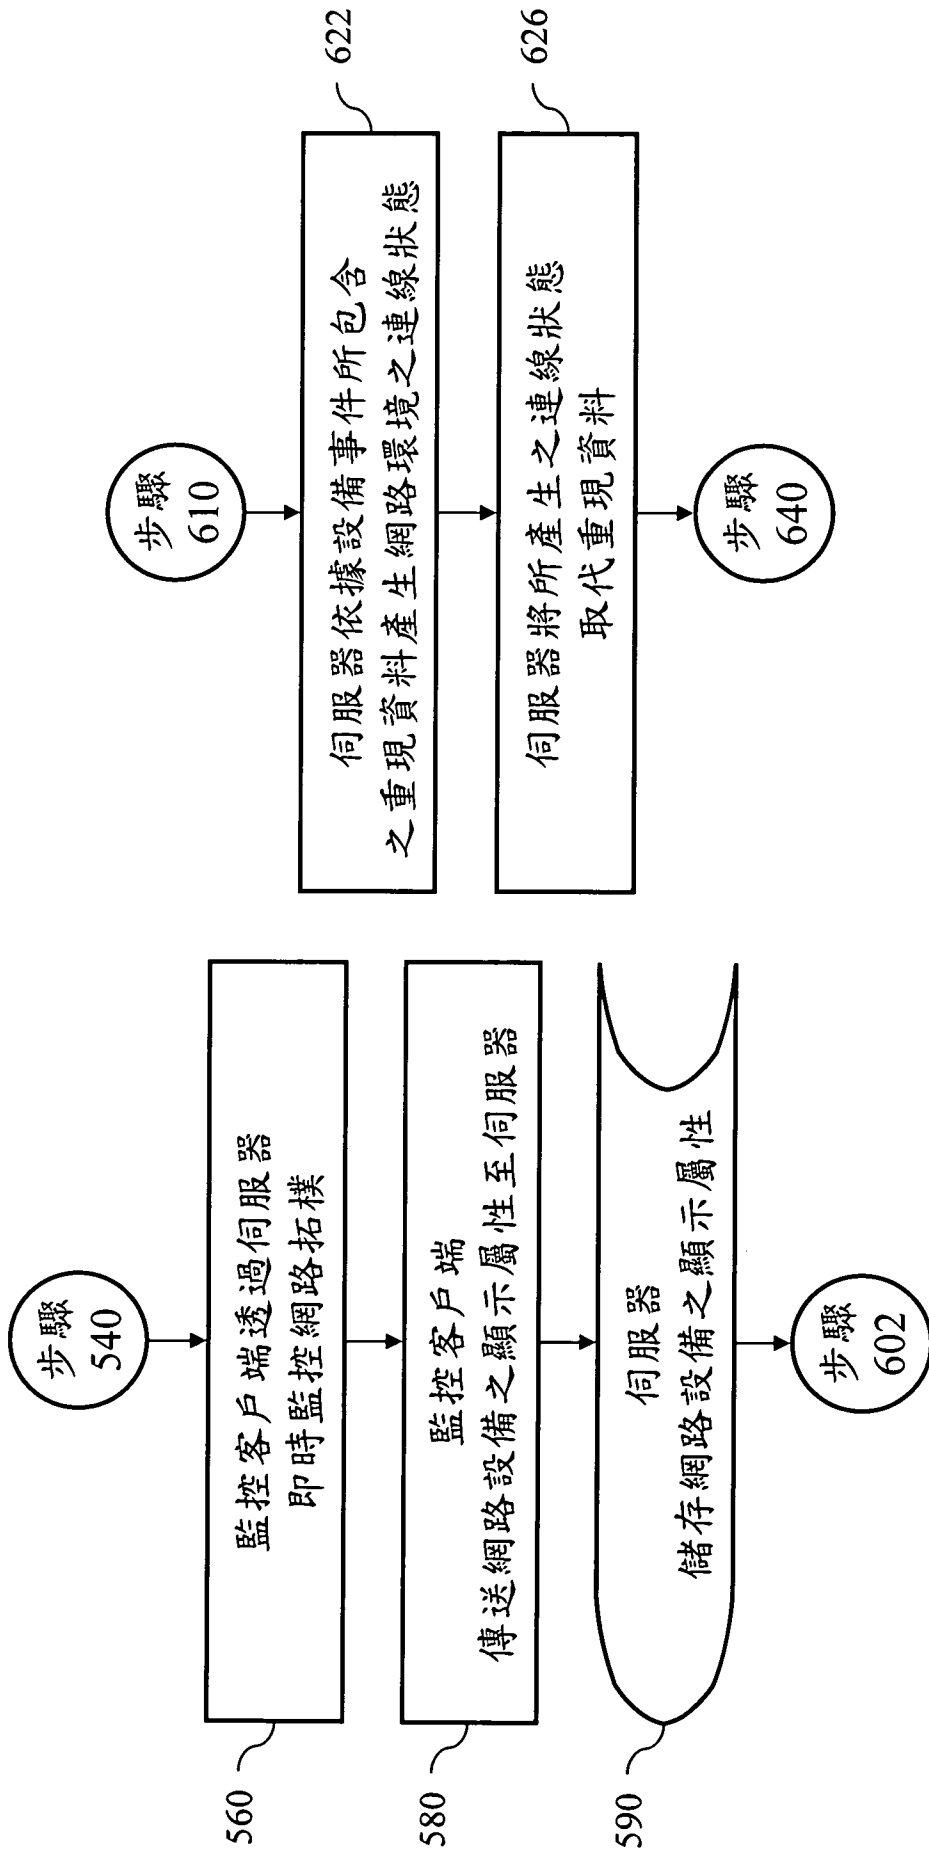 步驟
540
監控客戶端透過伺服器
即時監控網路拓樸
560
監控客戶端
傳送網路設備之顯示屬性至伺服器
580
伺服器
儲存網路設備之顯示屬性
590
步驟
602
步驟
610
伺服器依據設備事件所包含
之重現資料產生網路環境之連線狀態
622
伺服器將所產生之連線狀態
取代重現資料
626
步驟
640